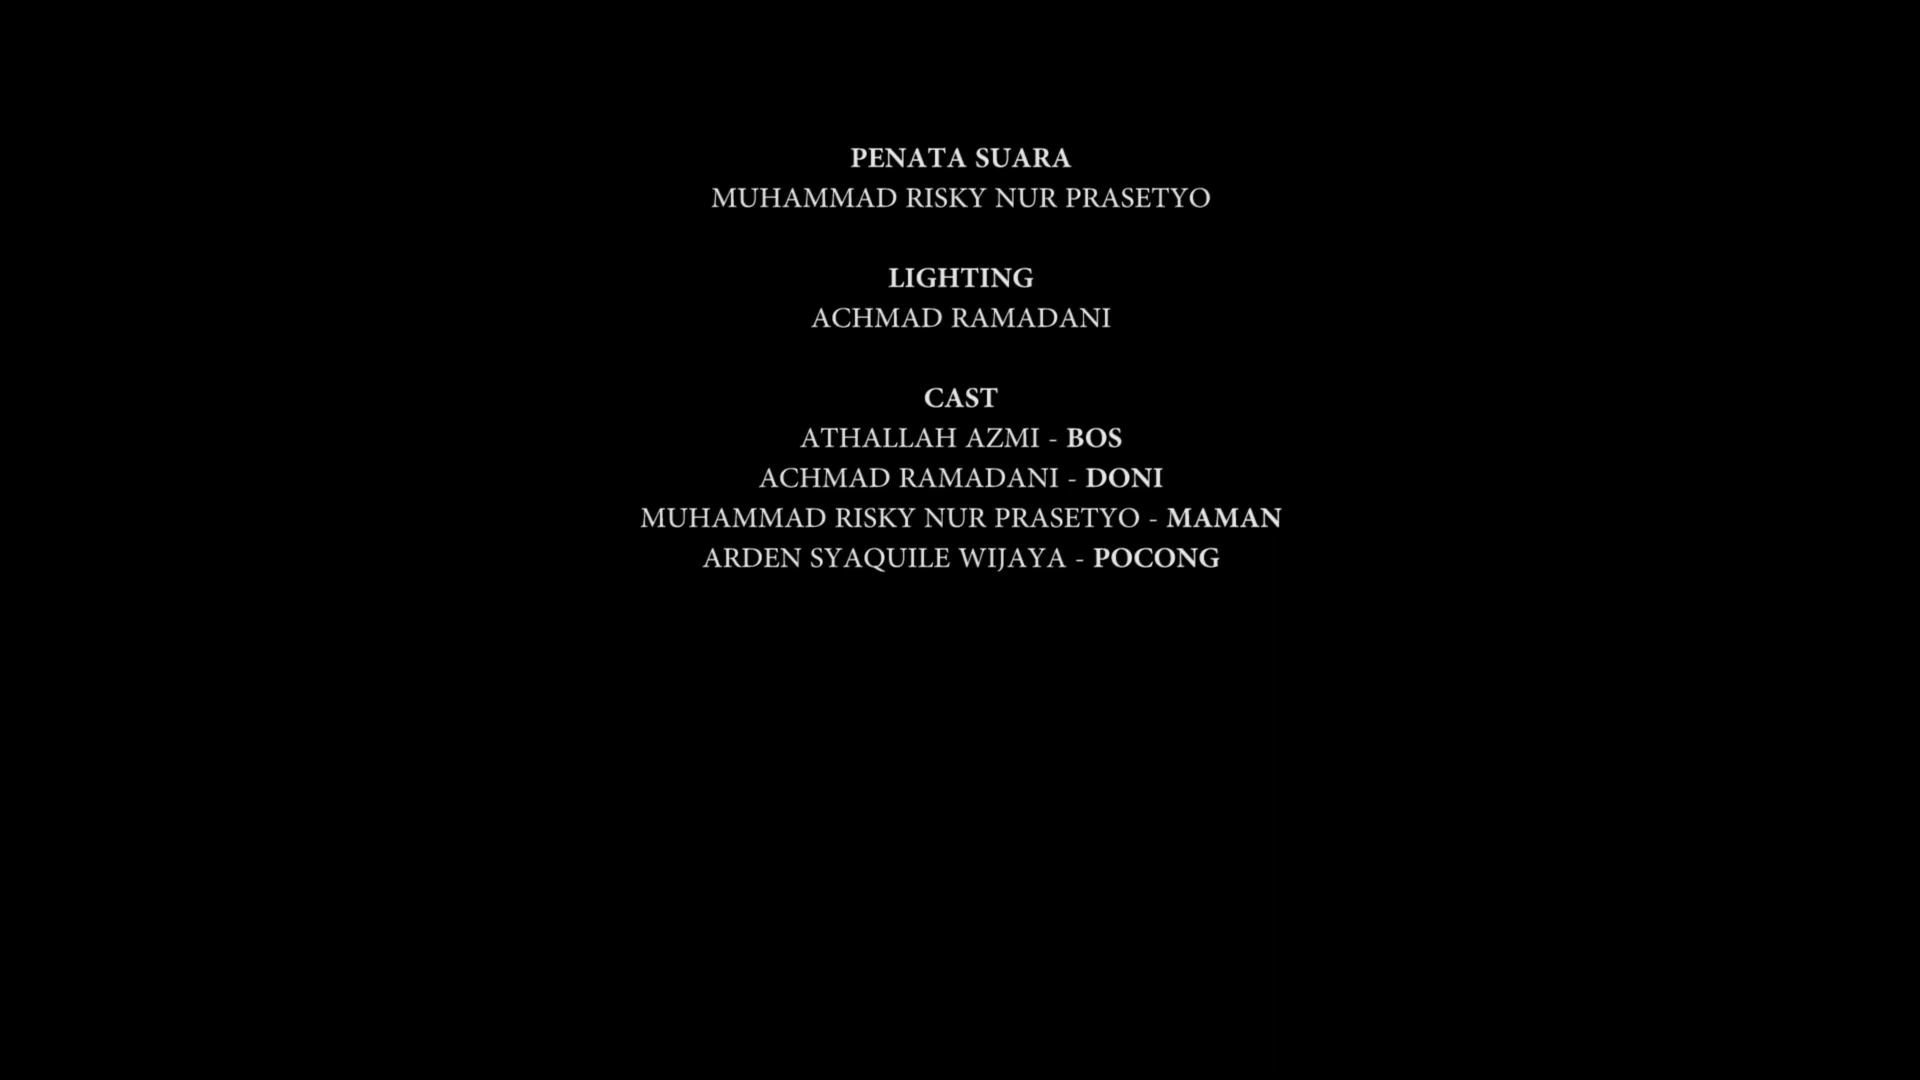 PENATA SUARA
MUHAMMAD RISKY NUR PRASETYO
LIGHTING
ACHMAD RAMADANI
CAST
ATHALLAH AZMI - BOS
ACHMAD RAMADANI - DONI
MUHAMMAD RISKY NUR PRASETYO - MAMAN
ARDEN SYAQUILE WIJAYA - POCONG